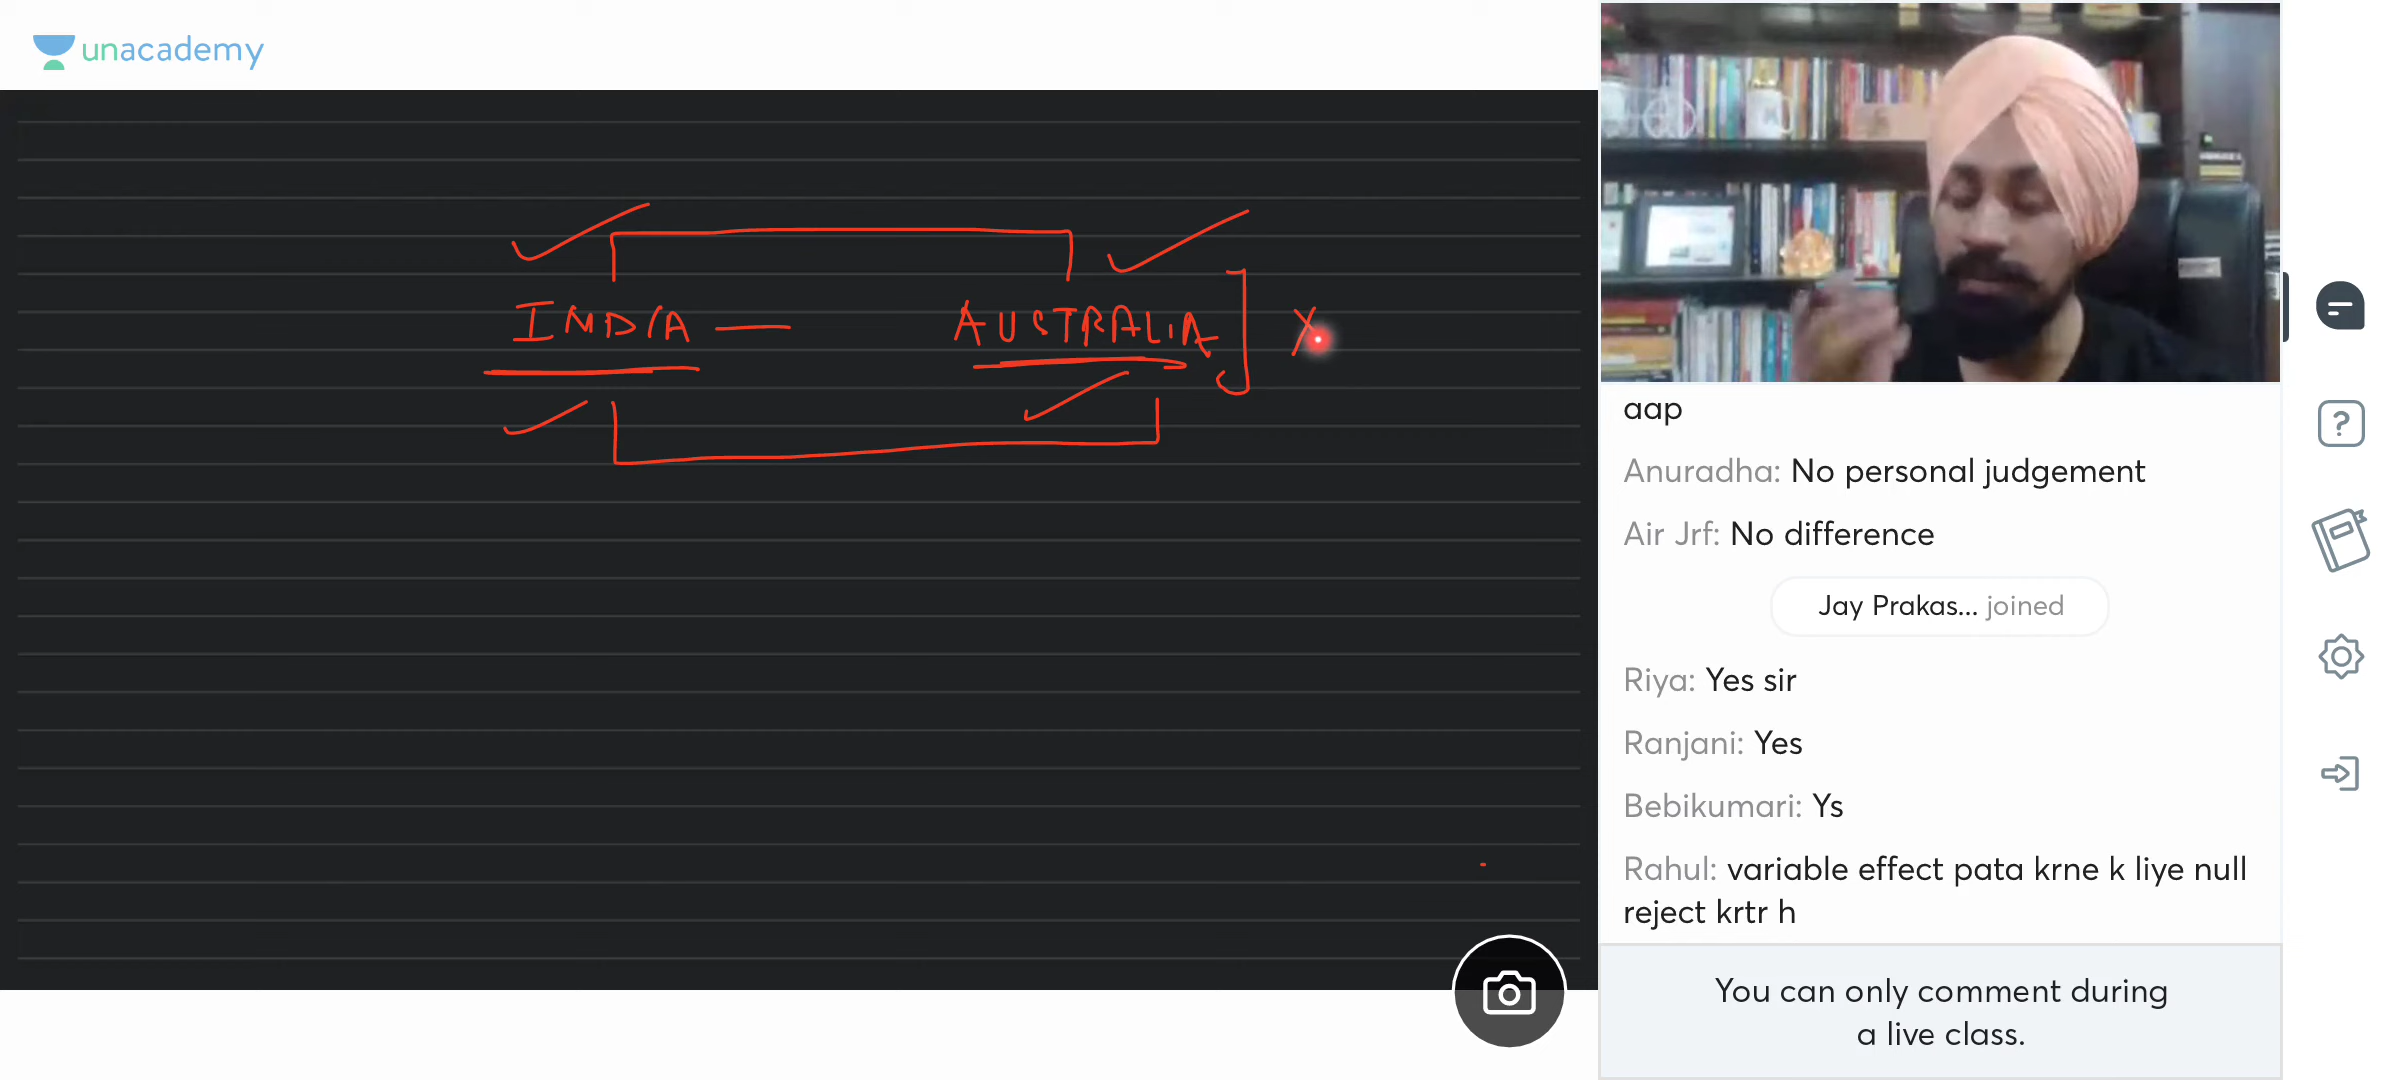 unacademy
INDIA — AUSTRALIA ] X
aap
Anuradha: No personal judgement
Air Jrf: No difference
Jay Prakas... joined
Riya: Yes sir
Ranjani: Yes
Bebikumari: Ys
Rahul: variable effect pata krne k liye null
reject krtr h
You can only comment during
a live class.